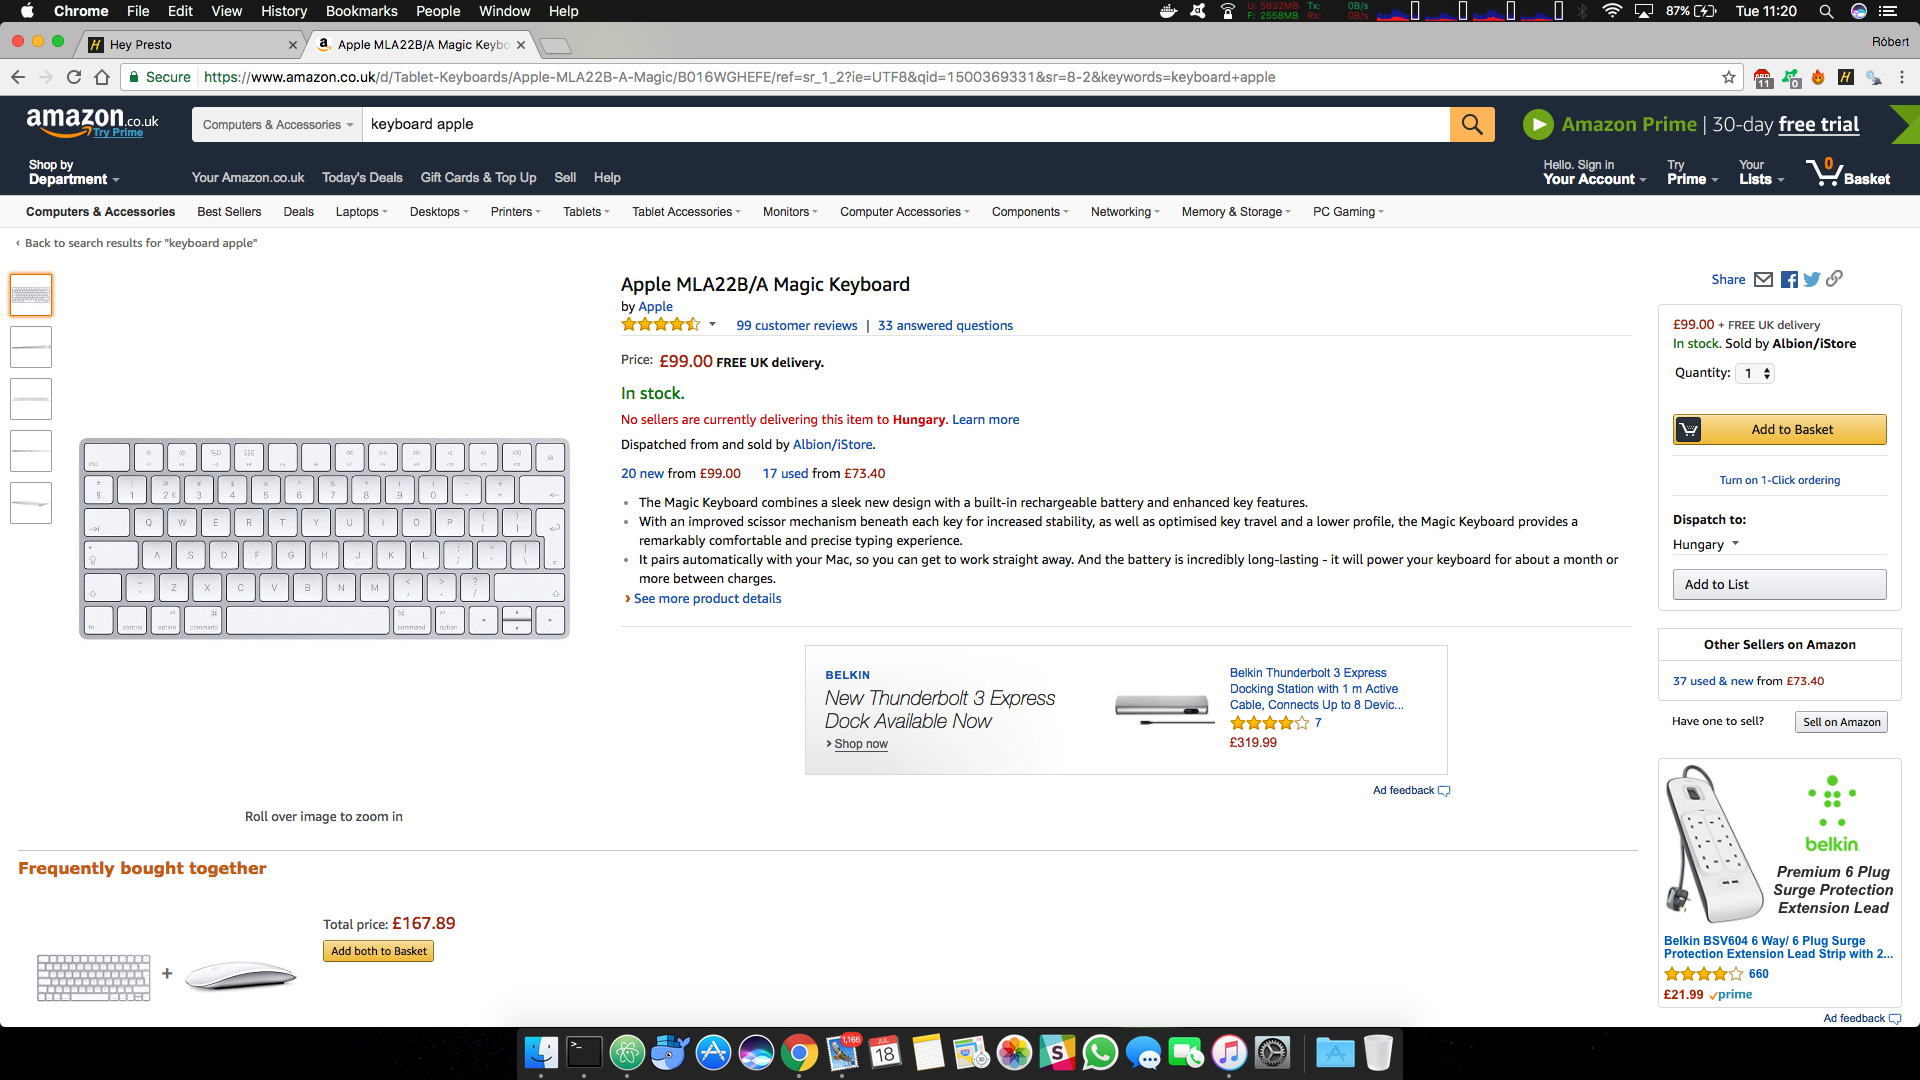 Chrome File Edit View History Bookmarks People Window Help
U: 5632MB Tx: 0B/s
F: 2558MB Rx: 0B/s
87% Tue 11:20
Hey Presto
Apple MLA22B/A Magic Keybo
Róbert
Secure https://www.amazon.co.uk/d/Tablet-Keyboards/Apple-MLA22B-A-Magic/B016WGHEFE/ref=sr_1_2?ie=UTF8&qid=1500369331&sr=8-2&keywords=keyboard+apple
11 0
amazon.co.uk
Try Prime
Computers & Accessories keyboard apple
Amazon Prime | 30-day free trial
Shop by
Department
Your Amazon.co.uk Today's Deals Gift Cards & Top Up Sell Help
Hello. Sign in
Your Account
Try
Prime
Your
Lists
0
Basket
Computers & Accessories Best Sellers Deals Laptops Desktops Printers Tablets Tablet Accessories Monitors Computer Accessories Components Networking Memory & Storage PC Gaming
‹ Back to search results for "keyboard apple"
Roll over image to zoom in
Apple MLA22B/A Magic Keyboard
by Apple
99 customer reviews | 33 answered questions
Price: £99.00 FREE UK delivery.
In stock.
No sellers are currently delivering this item to Hungary. Learn more
Dispatched from and sold by Albion/iStore.
20 new from £99.00 17 used from £73.40
The Magic Keyboard combines a sleek new design with a built-in rechargeable battery and enhanced key features.
With an improved scissor mechanism beneath each key for increased stability, as well as optimised key travel and a lower profile, the Magic Keyboard provides a
remarkably comfortable and precise typing experience.
It pairs automatically with your Mac, so you can get to work straight away. And the battery is incredibly long-lasting - it will power your keyboard for about a month or
more between charges.
› See more product details
BELKIN
New Thunderbolt 3 Express
Dock Available Now
› Shop now
Belkin Thunderbolt 3 Express
Docking Station with 1 m Active
Cable, Connects Up to 8 Devic...
7
£319.99
Ad feedback
Share
£99.00 + FREE UK delivery
In stock. Sold by Albion/iStore
Quantity: 1
Add to Basket
Turn on 1-Click ordering
Dispatch to:
Hungary
Add to List
Other Sellers on Amazon
37 used & new from £73.40
Have one to sell? Sell on Amazon
belkin
Premium 6 Plug
Surge Protection
Extension Lead
Belkin BSV604 6 Way/ 6 Plug Surge
Protection Extension Lead Strip with 2...
660
£21.99 prime
Ad feedback
Frequently bought together
Total price: £167.89
Add both to Basket
+
1,166
JUL
18